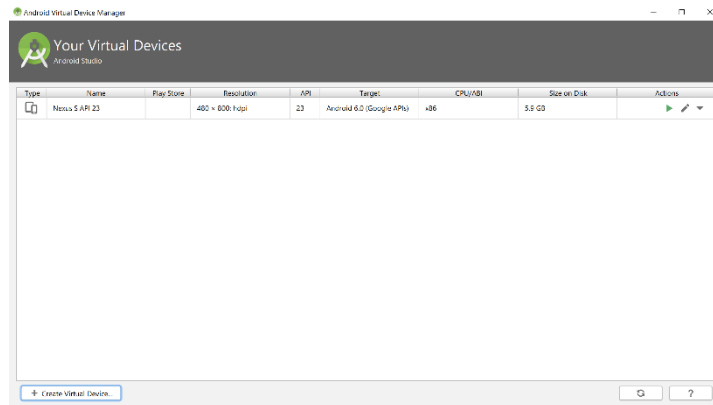 Android Virtual Device Manager
Your Virtual Devices
Android Studio
Type Name Play Store Resolution API Target CPU/ABI Size on Disk Actions
Nexus S API 23 480 × 800: hdpi 23 Android 6.0 (Google APIs) x86 5.9 GB
+ Create Virtual Device...
?